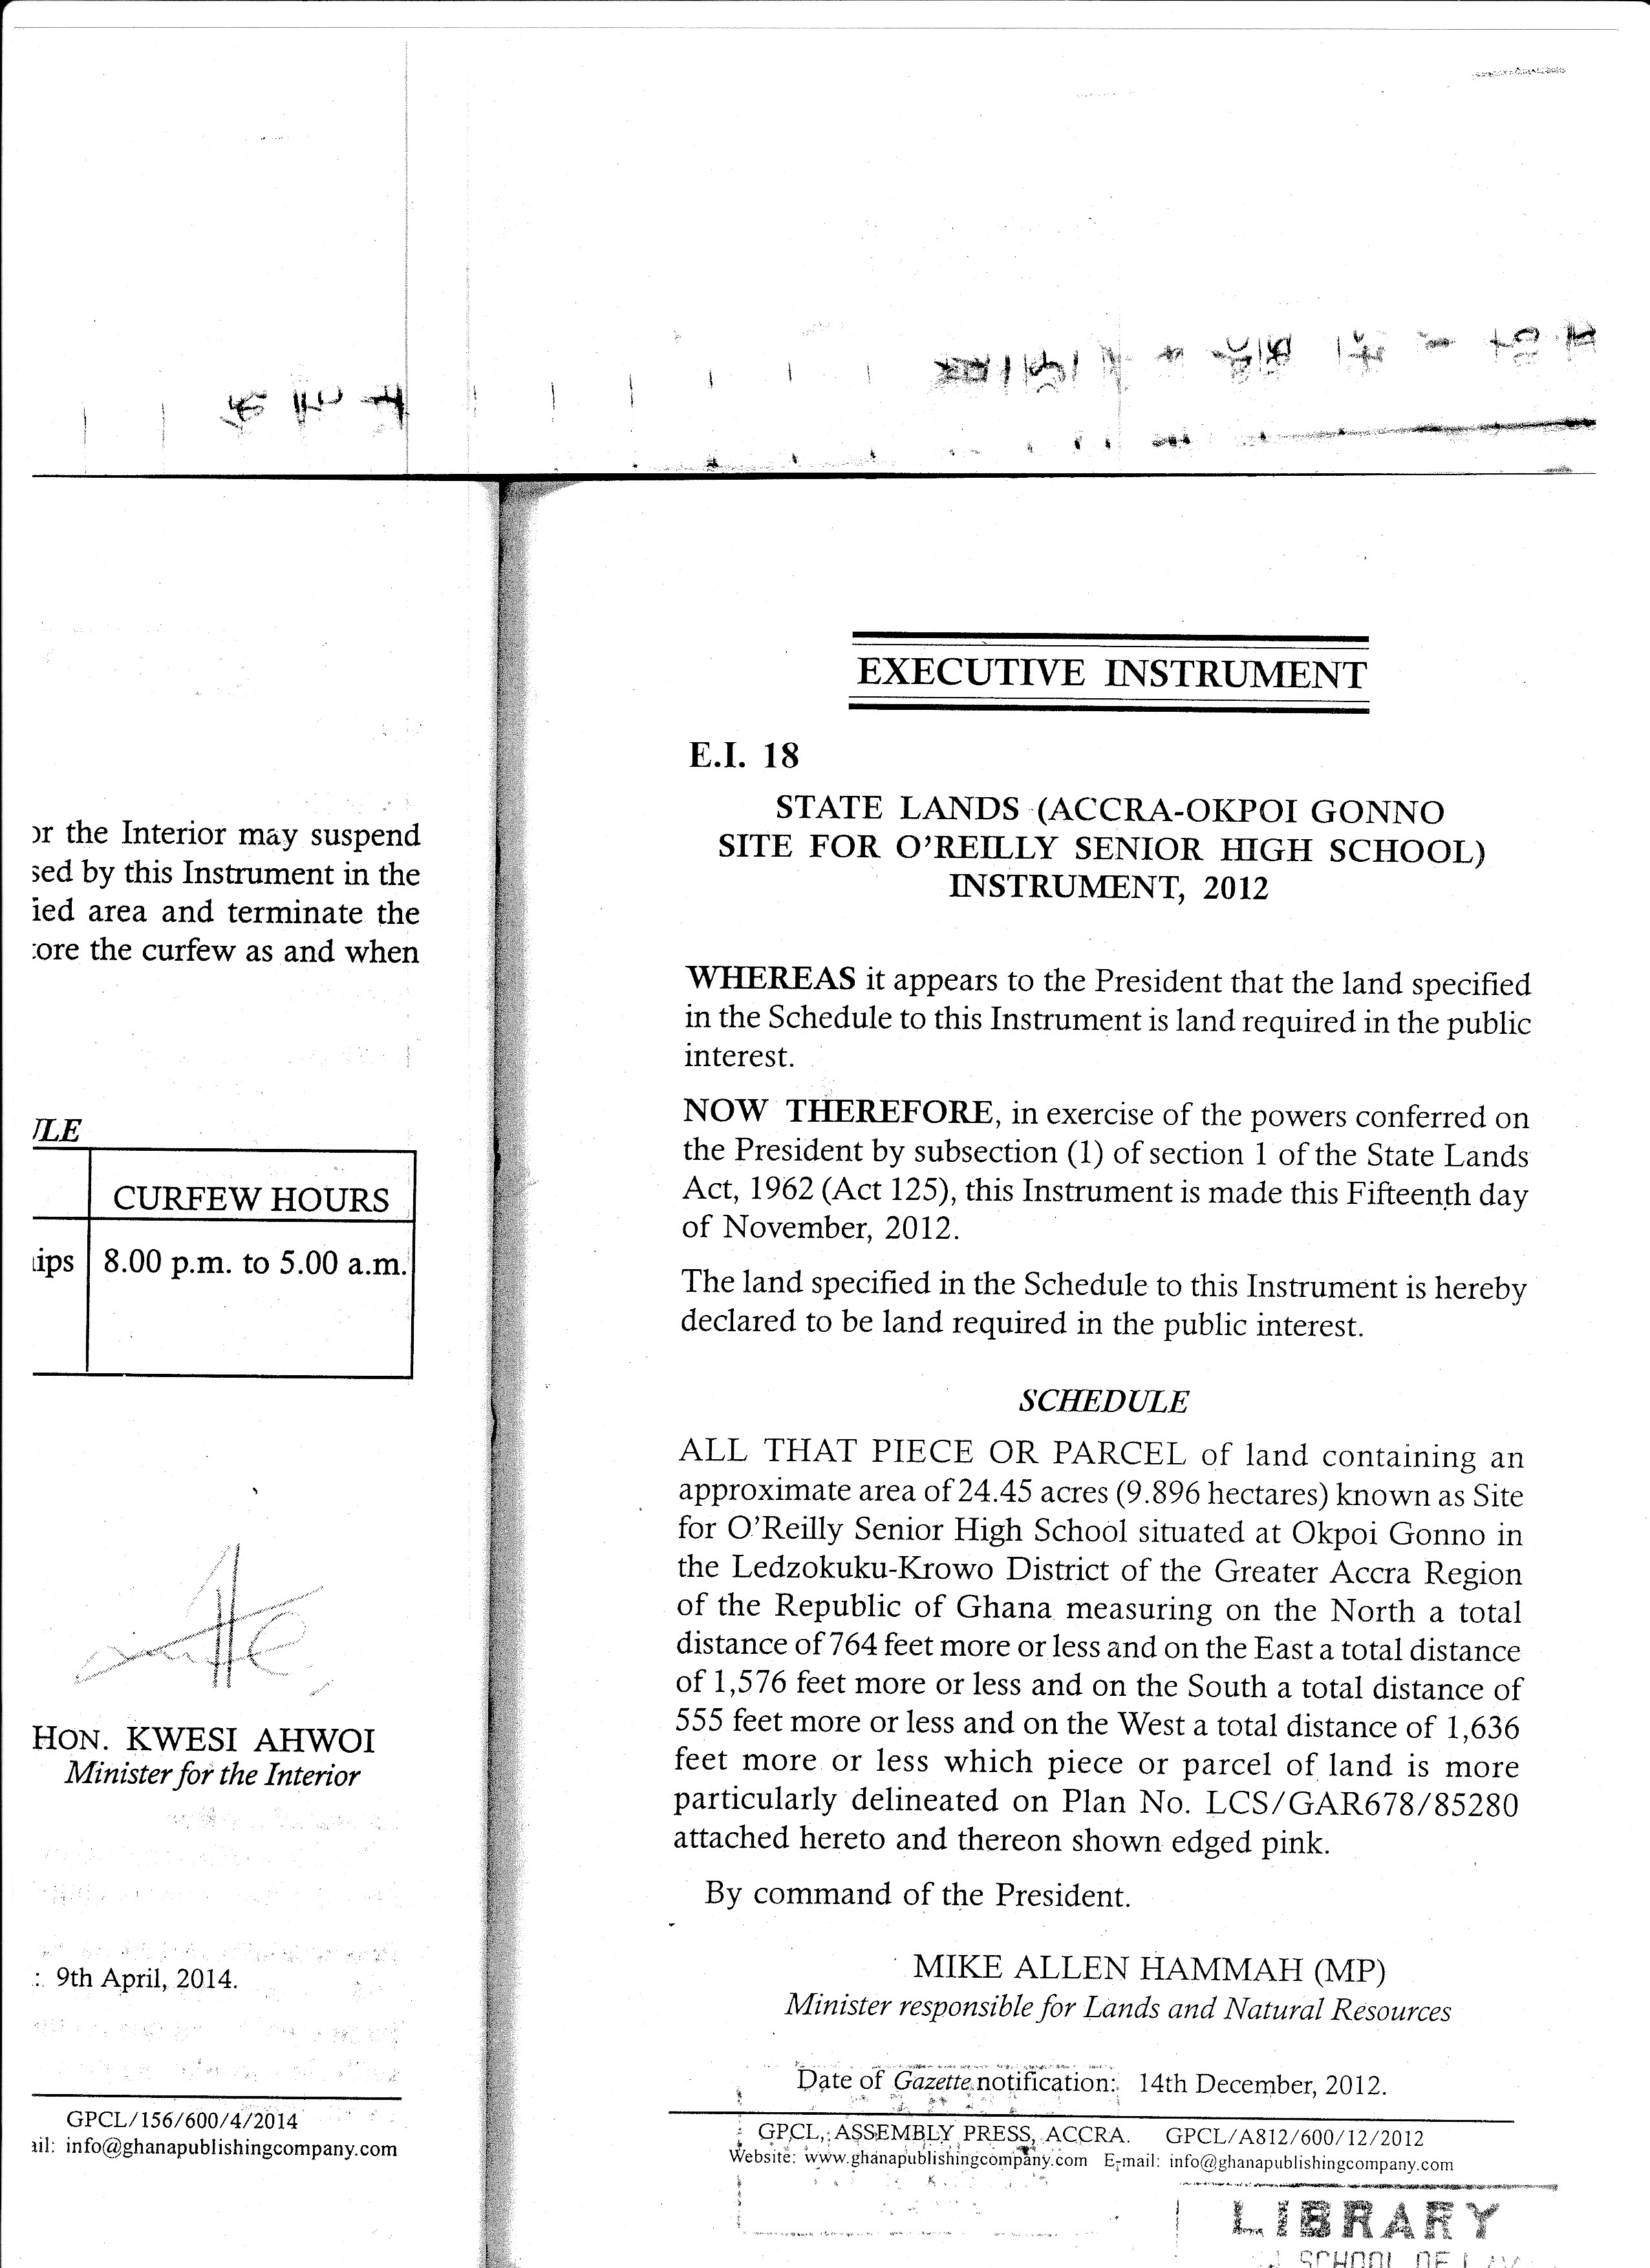 or the Interior may suspend
sed by this Instrument in the
ied area and terminate the
ore the curfew as and when
CURFEW HOURS
ips 8.00 p.m. to 5.00 a.m.
HON. KWESI AHWOI
Minister for the Interior
: 9th April, 2014.
GPCL/156/600/4/2014
ail: info@ghanapublishingcompany.com
EXECUTIVE INSTRUMENT
E.I. 18
STATE LANDS (ACCRA-OKPOI GONNO
SITE FOR O'REILLY SENIOR HIGH SCHOOL)
INSTRUMENT, 2012
WHEREAS it appears to the President that the land specified
in the Schedule to this Instrument is land required in the public
interest.
NOW THEREFORE, in exercise of the powers conferred on
the President by subsection (1) of section 1 of the State Lands
Act, 1962 (Act 125), this Instrument is made this Fifteenth day
of November, 2012.
The land specified in the Schedule to this Instrument is hereby
declared to be land required in the public interest.
SCHEDULE
ALL THAT PIECE OR PARCEL of land containing an
approximate area of 24.45 acres (9.896 hectares) known as Site
for O'Reilly Senior High School situated at Okpoi Gonno in
the Ledzokuku-Krowo District of the Greater Accra Region
of the Republic of Ghana measuring on the North a total
distance of 764 feet more or less and on the East a total distance
of 1,576 feet more or less and on the South a total distance of
555 feet more or less and on the West a total distance of 1,636
feet more or less which piece or parcel of land is more
particularly delineated on Plan No. LCS/GAR678/85280
attached hereto and thereon shown edged pink.
By command of the President.
MIKE ALLEN HAMMAH (MP)
Minister responsible for Lands and Natural Resources
Date of Gazette notification: 14th December, 2012.
GPCL, ASSEMBLY PRESS, ACCRA. GPCL/A812/600/12/2012
Website: www.ghanapublishingcompany.com E-mail: info@ghanapublishingcompany.com
LIBRARY
SCHOOL OF LAW